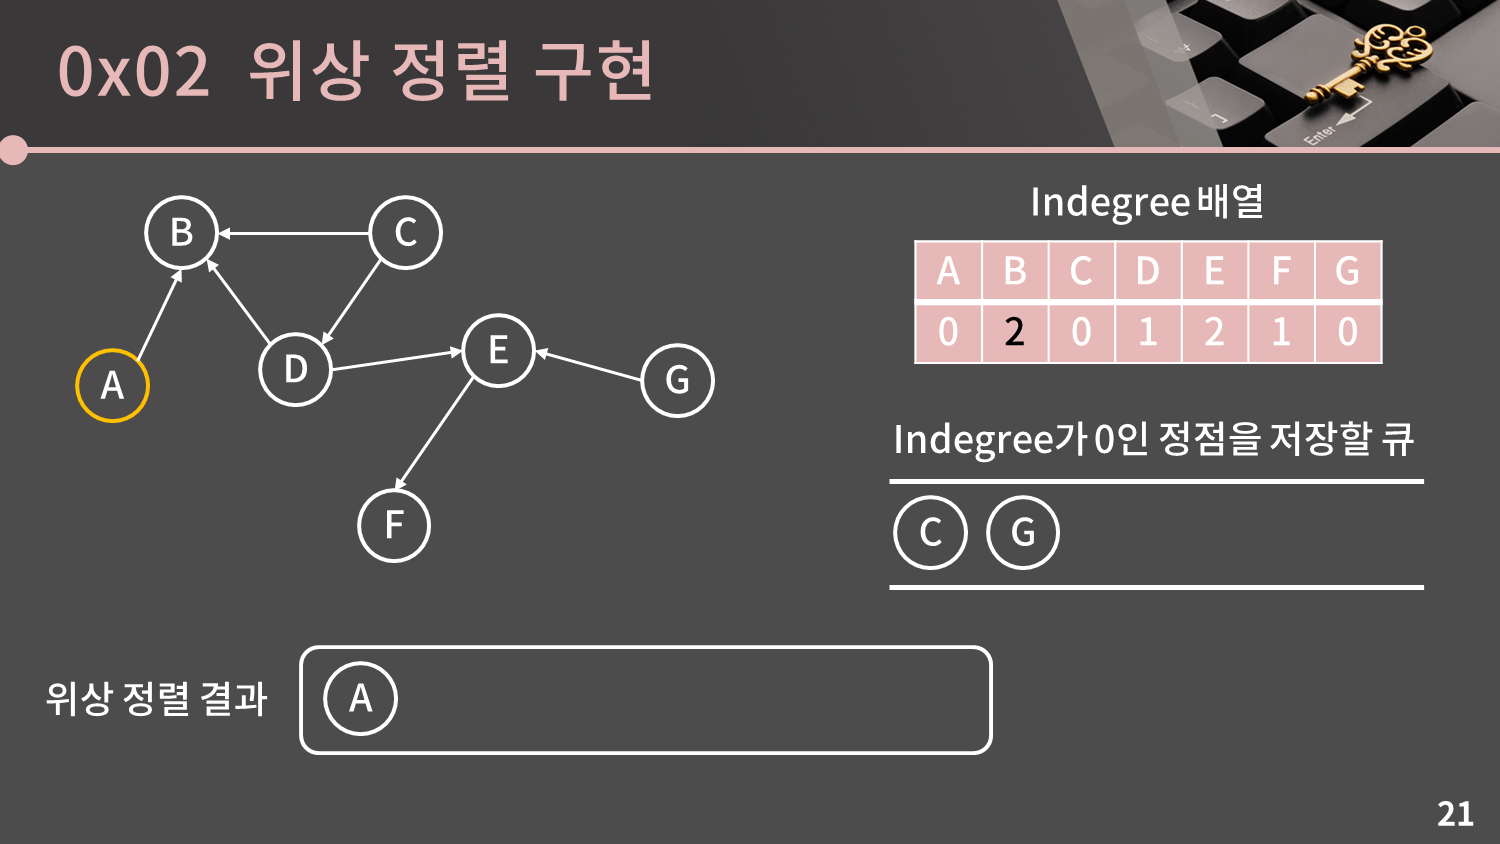 0x02 위상 정렬 구현
Enter
B
C
A
D
E
G
F
Indegree 배열
A B C D E F G
0 2 0 1 2 1 0
Indegree가 0인 정점을 저장할 큐
C G
위상 정렬 결과
A
21